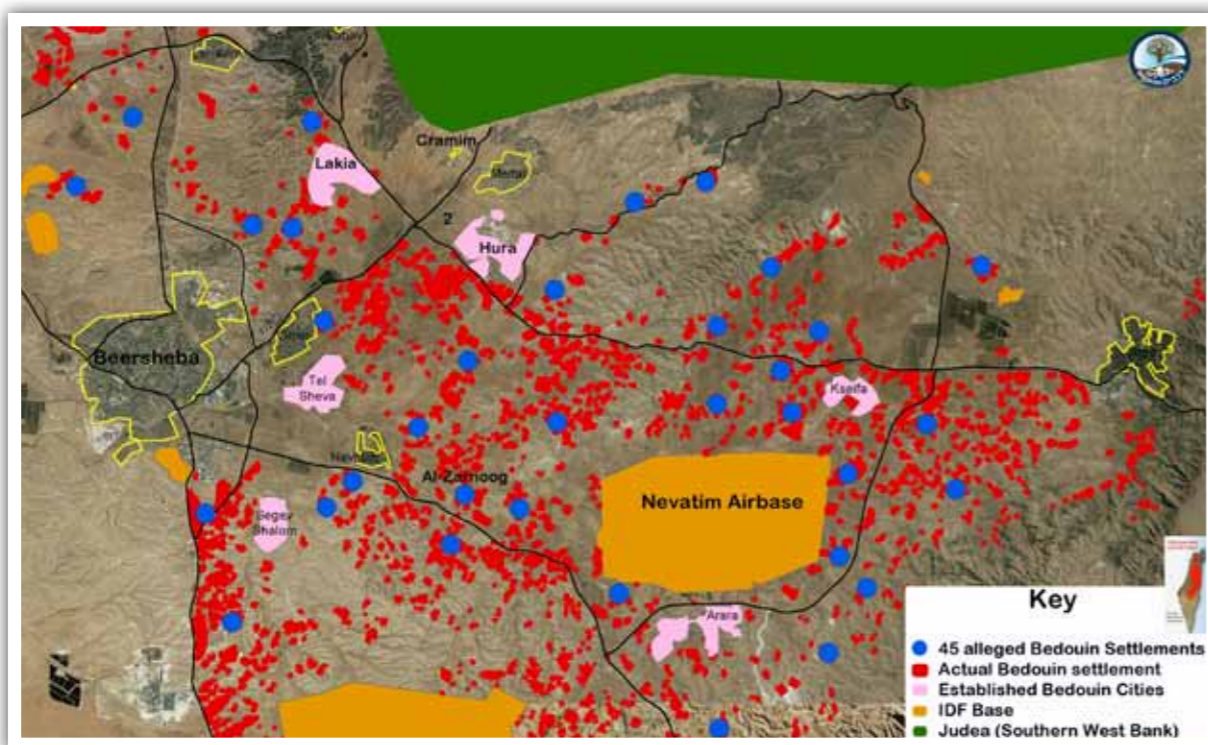 Cramim
Lakia
Meitar
2
Hura
Beersheba
Tel
Sheva
Kseifa
Nevatim
Al-Zarnoog
Nevatim Airbase
Segev
Shalom
Arara
Key
45 alleged Bedouin Settlements
Actual Bedouin settlement
Established Bedouin Cities
IDF Base
Judea (Southern West Bank)